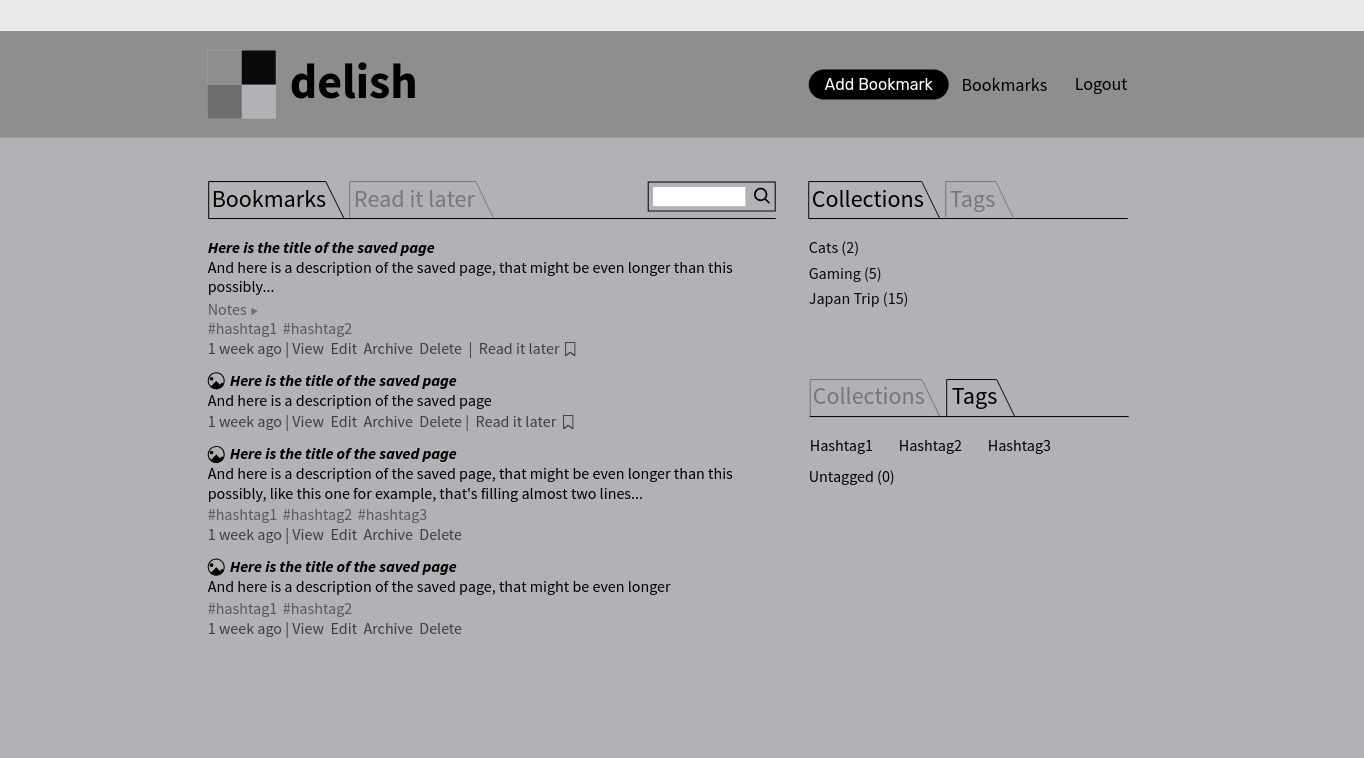 delish
Add Bookmark Bookmarks Logout
Bookmarks Read it later
Here is the title of the saved page
And here is a description of the saved page, that might be even longer than this
possibly...
Notes ▸
#hashtag1 #hashtag2
1 week ago | View Edit Archive Delete | Read it later
Here is the title of the saved page
And here is a description of the saved page
1 week ago | View Edit Archive Delete | Read it later
Here is the title of the saved page
And here is a description of the saved page, that might be even longer than this
possibly, like this one for example, that's filling almost two lines...
#hashtag1 #hashtag2 #hashtag3
1 week ago | View Edit Archive Delete
Here is the title of the saved page
And here is a description of the saved page, that might be even longer
#hashtag1 #hashtag2
1 week ago | View Edit Archive Delete
Collections Tags
Cats (2)
Gaming (5)
Japan Trip (15)
Collections Tags
Hashtag1 Hashtag2 Hashtag3
Untagged (0)